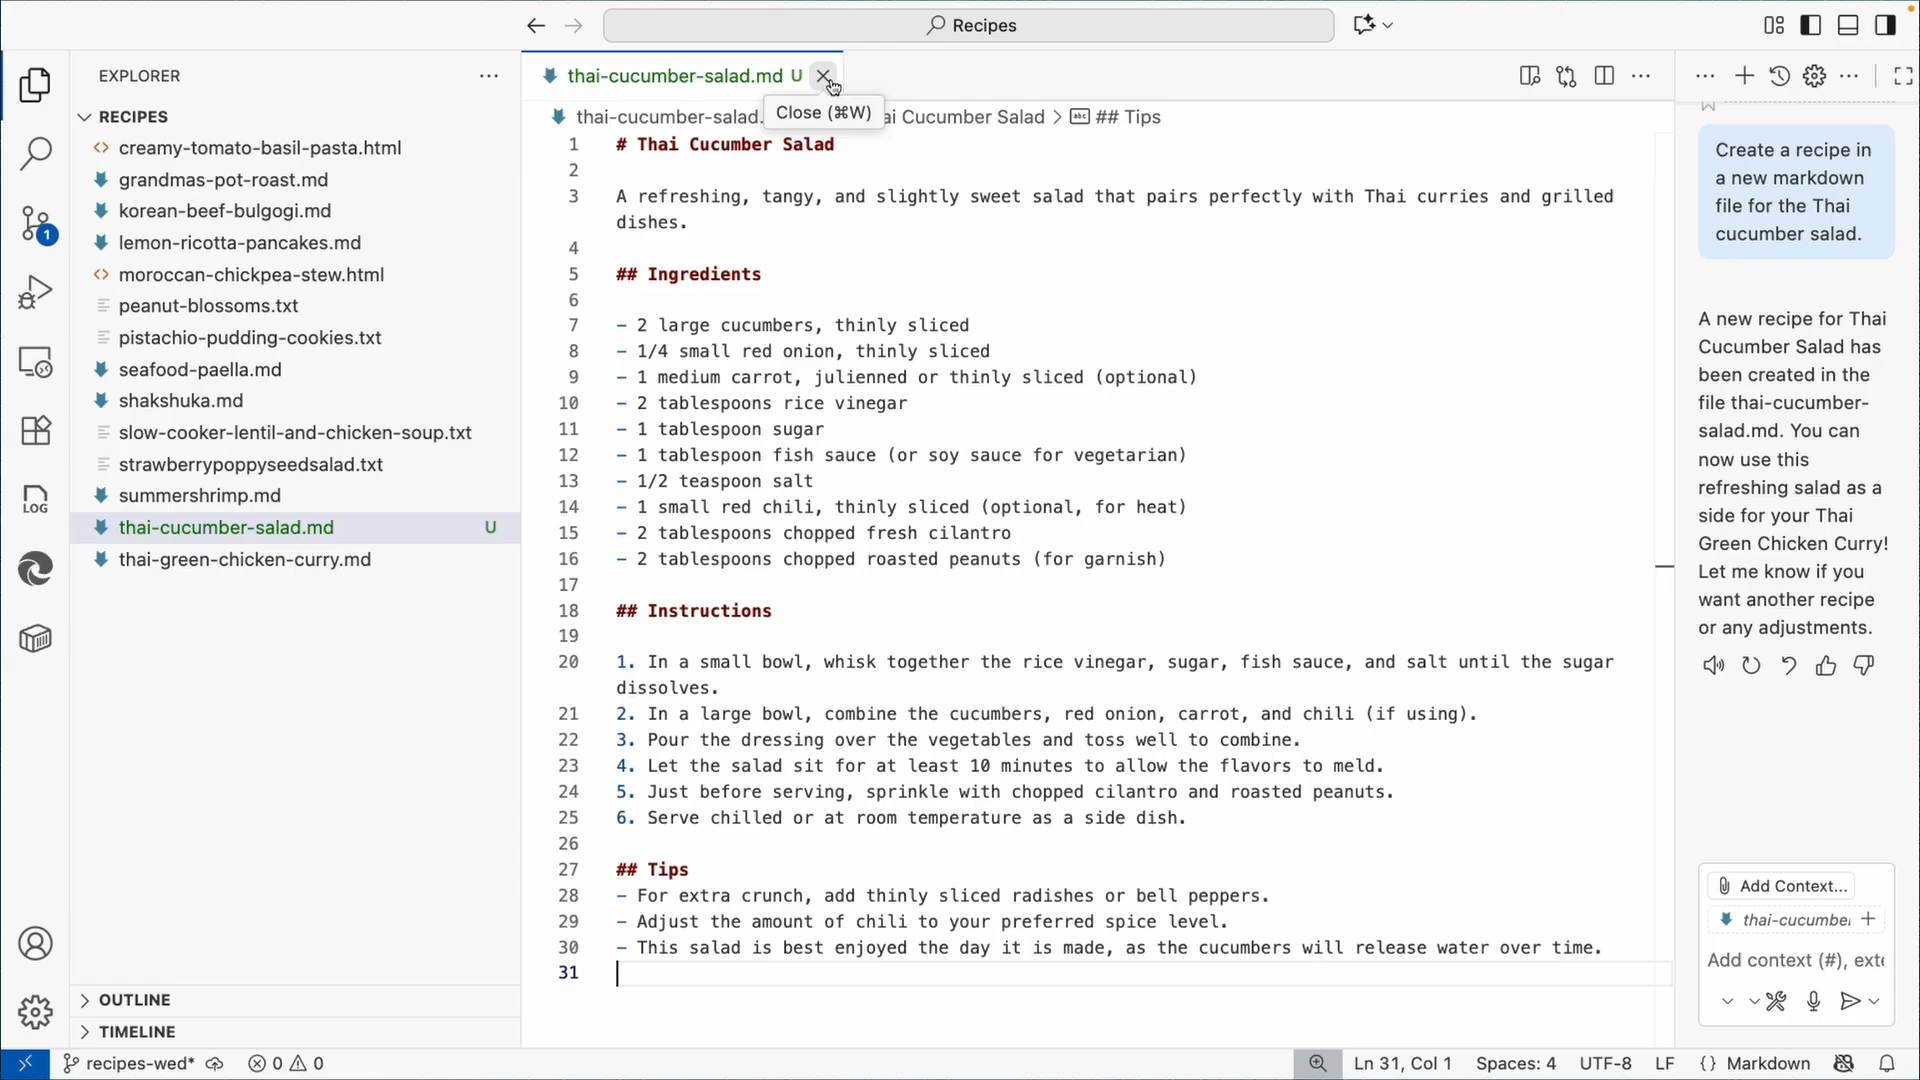 Recipes
EXPLORER
RECIPES
creamy-tomato-basil-pasta.html
grandmas-pot-roast.md
korean-beef-bulgogi.md
lemon-ricotta-pancakes.md
moroccan-chickpea-stew.html
peanut-blossoms.txt
pistachio-pudding-cookies.txt
seafood-paella.md
shakshuka.md
slow-cooker-lentil-and-chicken-soup.txt
strawberrypoppyseedsalad.txt
summershrimp.md
thai-cucumber-salad.md U
thai-green-chicken-curry.md
OUTLINE
TIMELINE
1
LOG
thai-cucumber-salad.md U
Close (⌘W)
thai-cucumber-salad. ai Cucumber Salad > ## Tips
1 # Thai Cucumber Salad
2
3 A refreshing, tangy, and slightly sweet salad that pairs perfectly with Thai curries and grilled
dishes.
4
5 ## Ingredients
6
7 - 2 large cucumbers, thinly sliced
8 - 1/4 small red onion, thinly sliced
9 - 1 medium carrot, julienned or thinly sliced (optional)
10 - 2 tablespoons rice vinegar
11 - 1 tablespoon sugar
12 - 1 tablespoon fish sauce (or soy sauce for vegetarian)
13 - 1/2 teaspoon salt
14 - 1 small red chili, thinly sliced (optional, for heat)
15 - 2 tablespoons chopped fresh cilantro
16 - 2 tablespoons chopped roasted peanuts (for garnish)
17
18 ## Instructions
19
20 1. In a small bowl, whisk together the rice vinegar, sugar, fish sauce, and salt until the sugar
dissolves.
21 2. In a large bowl, combine the cucumbers, red onion, carrot, and chili (if using).
22 3. Pour the dressing over the vegetables and toss well to combine.
23 4. Let the salad sit for at least 10 minutes to allow the flavors to meld.
24 5. Just before serving, sprinkle with chopped cilantro and roasted peanuts.
25 6. Serve chilled or at room temperature as a side dish.
26
27 ## Tips
28 - For extra crunch, add thinly sliced radishes or bell peppers.
29 - Adjust the amount of chili to your preferred spice level.
30 - This salad is best enjoyed the day it is made, as the cucumbers will release water over time.
31
Create a recipe in
a new markdown
file for the Thai
cucumber salad.
A new recipe for Thai
Cucumber Salad has
been created in the
file thai-cucumber-
salad.md. You can
now use this
refreshing salad as a
side for your Thai
Green Chicken Curry!
Let me know if you
want another recipe
or any adjustments.
Add Context...
thai-cucumber +
Add context (#), exte
recipes-wed* 0 0
Ln 31, Col 1 Spaces: 4 UTF-8 LF {} Markdown